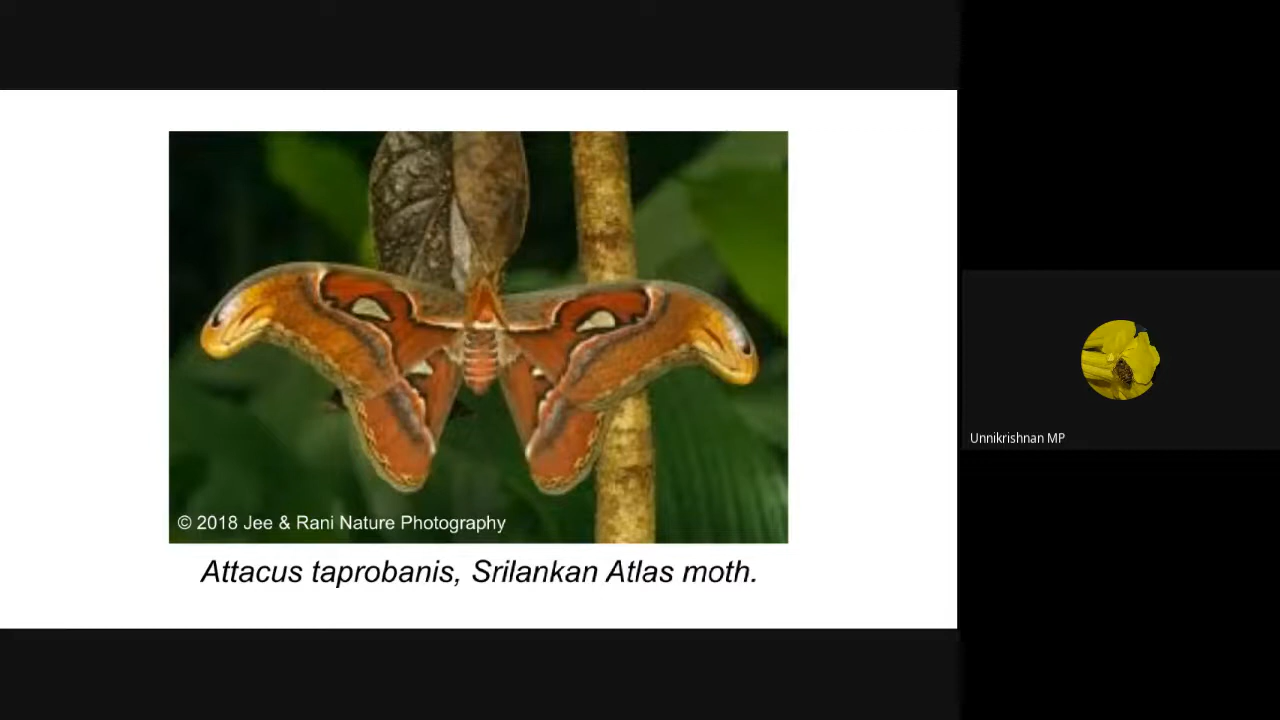 © 2018 Jee & Rani Nature Photography
Attacus taprobanis, Srilankan Atlas moth.
Unnikrishnan MP